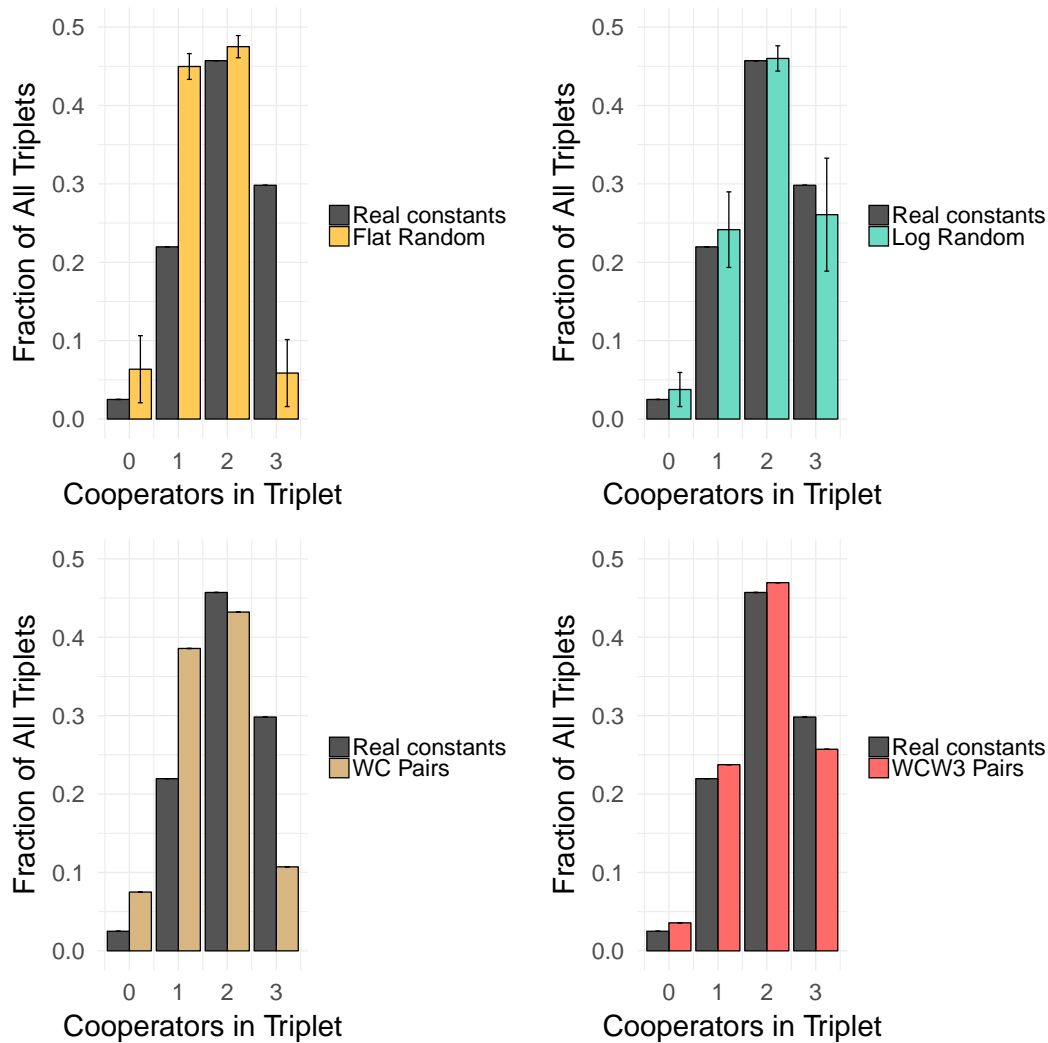 Fraction of All Triplets
0.5
0.4
0.3
0.2
0.1
0.0
0 1 2 3
Cooperators in Triplet
Real constants
Flat Random
Fraction of All Triplets
0.5
0.4
0.3
0.2
0.1
0.0
0 1 2 3
Cooperators in Triplet
Real constants
Log Random
Fraction of All Triplets
0.5
0.4
0.3
0.2
0.1
0.0
0 1 2 3
Cooperators in Triplet
Real constants
WC Pairs
Fraction of All Triplets
0.5
0.4
0.3
0.2
0.1
0.0
0 1 2 3
Cooperators in Triplet
Real constants
WCW3 Pairs